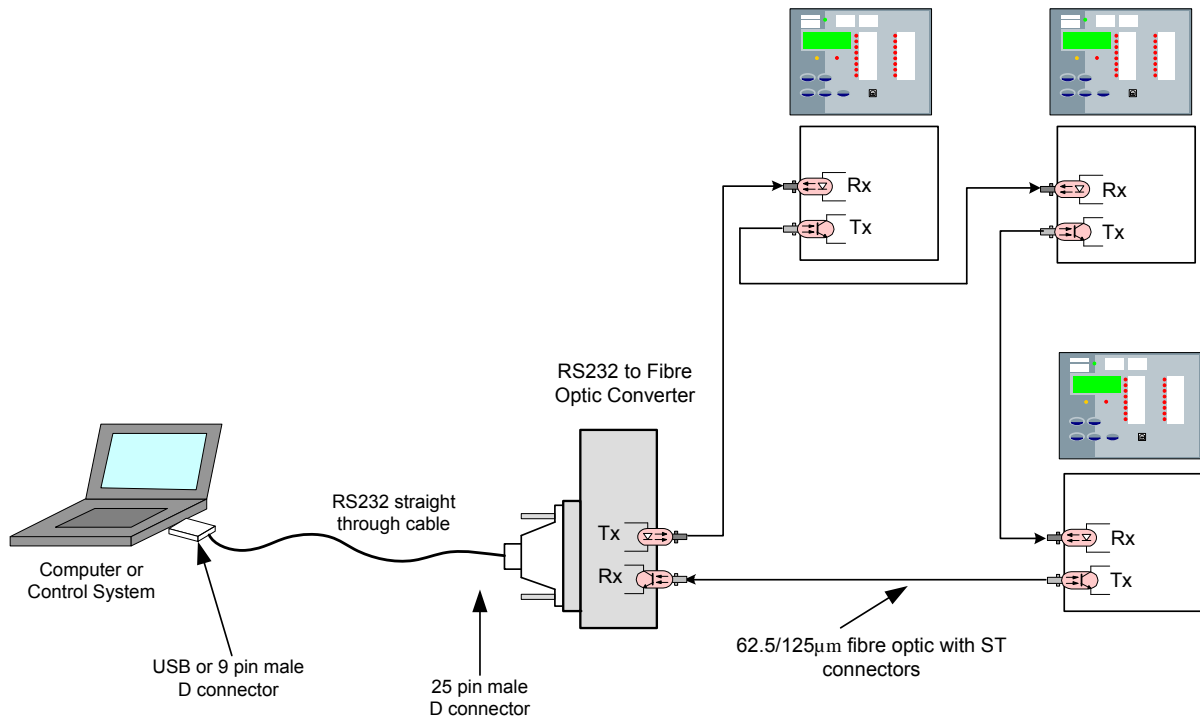 Rx
Tx
Rx
Tx
RS232 to Fibre
Optic Converter
RS232 straight
through cable
Tx
Rx
Rx
Tx
Computer or
Control System
62.5/125µm fibre optic with ST
connectors
USB or 9 pin male
D connector
25 pin male
D connector